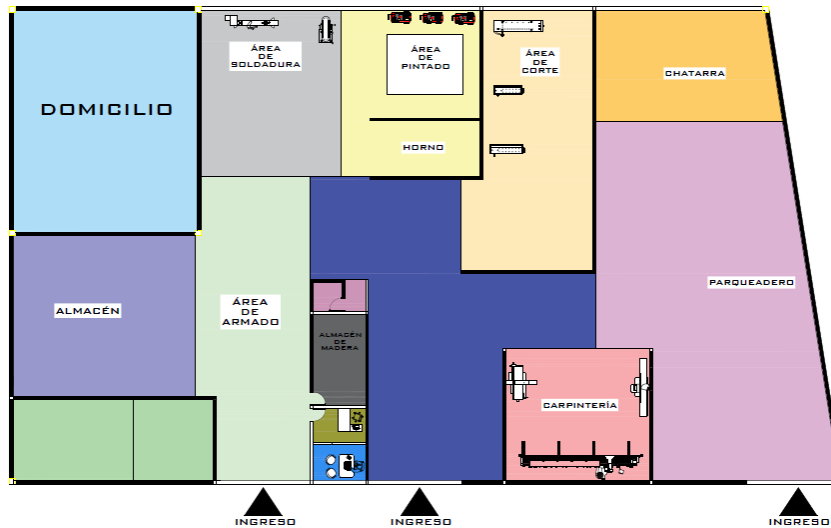 ÁREA
DE
SOLDADURA
ÁREA
DE
PINTADO
ÁREA
DE
CORTE
CHATARRA
DOMICILIO
HORNO
PARQUEADERO
ALMACÉN
ÁREA
DE
ARMADO
ALMACÉN
DE
MADERA
CARPINTERÍA
INGRESO
INGRESO
INGRESO